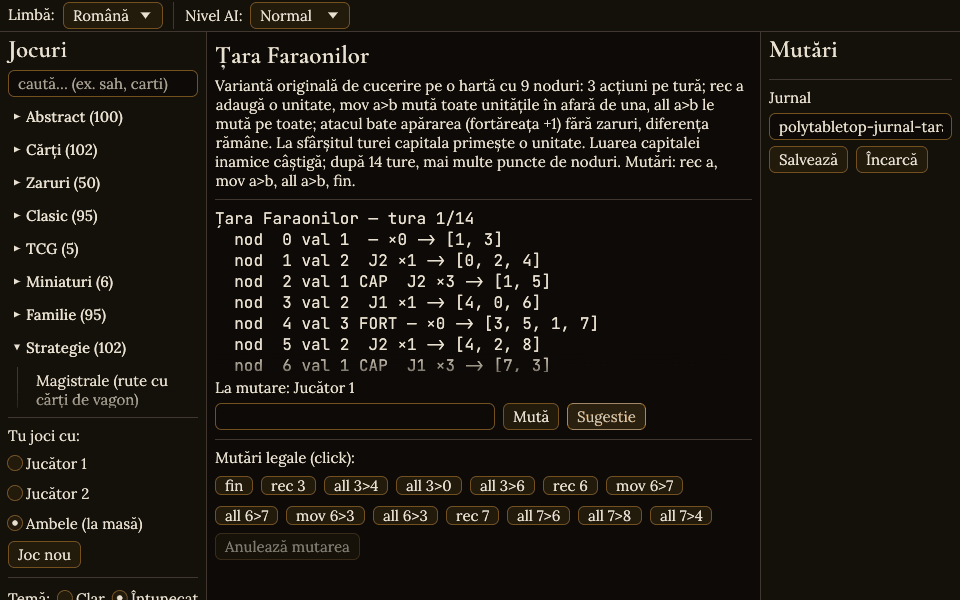 Limbă:
Română
Nivel AI:
Normal
Jocuri
caută... (ex. sah, carti)
Abstract (100)
Cărți (102)
Zaruri (50)
Clasic (95)
TCG (5)
Miniaturi (6)
Familie (95)
Strategie (102)
Magistrale (rute cu
cărți de vagon)
Tu joci cu:
Jucător 1
Jucător 2
Ambele (la masă)
Joc nou
Temă:
Clar
Întunecat
Țara Faraonilor
Variantă originală de cucerire pe o hartă cu 9 noduri: 3 acțiuni pe tură; rec a
adaugă o unitate, mov a>b mută toate unitățile în afară de una, all a>b le
mută pe toate; atacul bate apărarea (fortăreața +1) fără zaruri, diferența
rămâne. La sfârșitul turei capitala primește o unitate. Luarea capitalei
inamice câștigă; după 14 ture, mai multe puncte de noduri. Mutări: rec a,
mov a>b, all a>b, fin.
Țara Faraonilor — tura 1/14
nod 0 val 1 — ×0 -> [1, 3]
nod 1 val 2 J2 ×1 -> [0, 2, 4]
nod 2 val 1 CAP J2 ×3 -> [1, 5]
nod 3 val 2 J1 ×1 -> [4, 0, 6]
nod 4 val 3 FORT — ×0 -> [3, 5, 1, 7]
nod 5 val 2 J2 ×1 -> [4, 2, 8]
nod 6 val 1 CAP J1 ×3 -> [7, 3]
La mutare: Jucător 1
Mută
Sugestie
Mutări legale (click):
fin
rec 3
all 3>4
all 3>0
all 3>6
rec 6
mov 6>7
all 6>7
mov 6>3
all 6>3
rec 7
all 7>6
all 7>8
all 7>4
Anulează mutarea
Mutări
Jurnal
polytabletop-jurnal-tar
Salvează
Încarcă